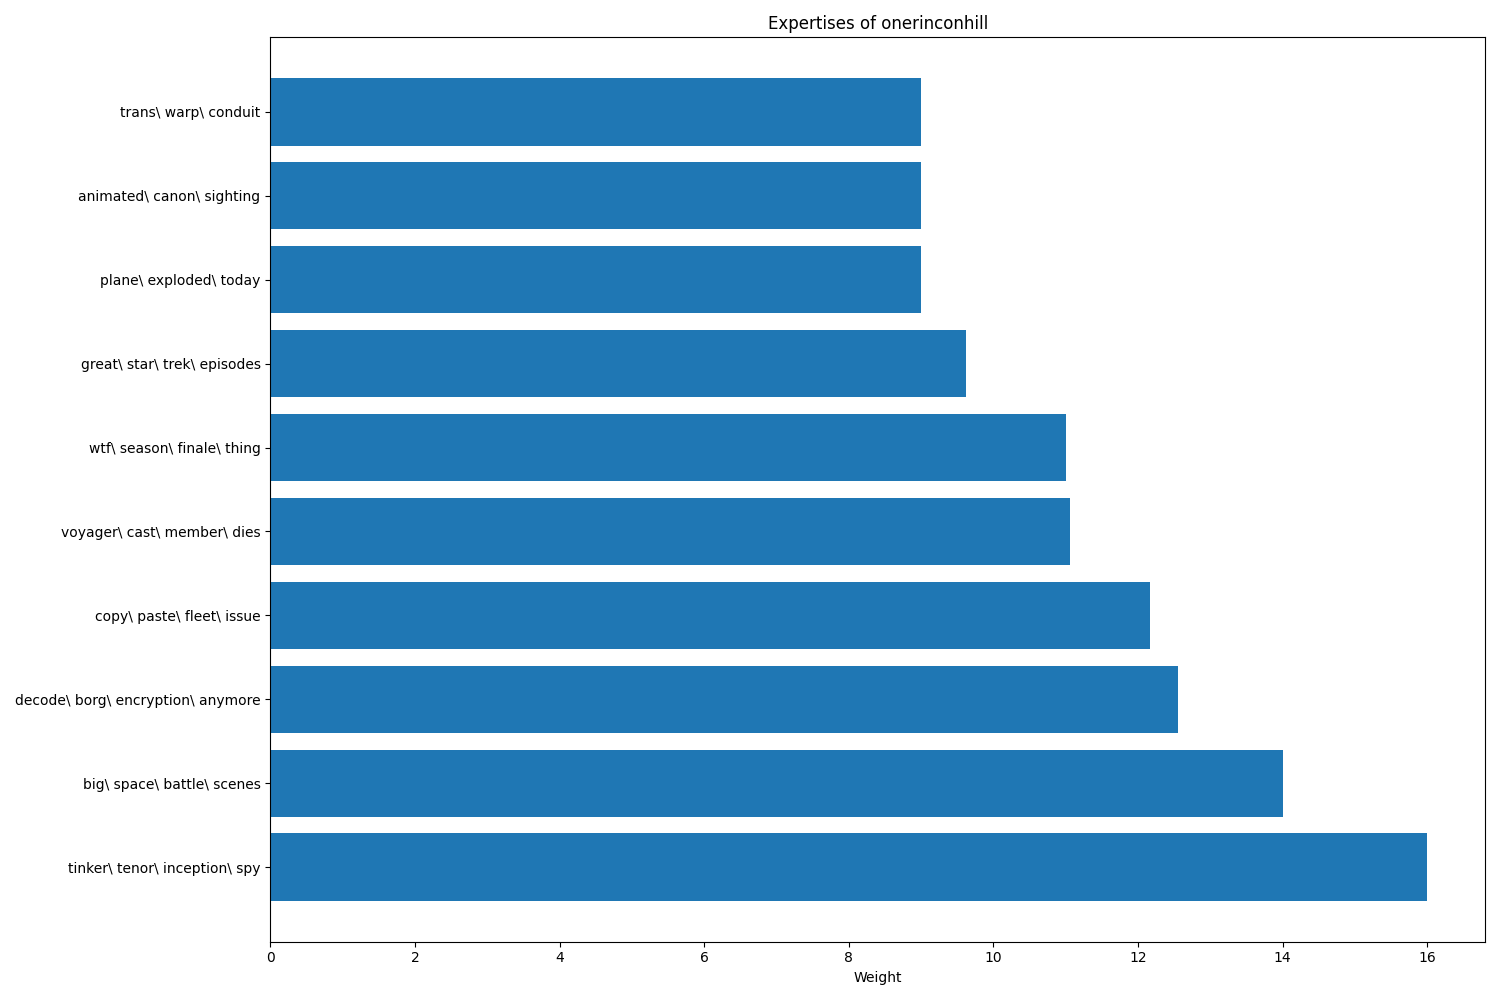 Expertises of onerinconhill
trans\ warp\ conduit
animated\ canon\ sighting
plane\ exploded\ today
great\ star\ trek\ episodes
wtf\ season\ finale\ thing
voyager\ cast\ member\ dies
copy\ paste\ fleet\ issue
decode\ borg\ encryption\ anymore
big\ space\ battle\ scenes
tinker\ tenor\ inception\ spy
0 2 4 6 8 10 12 14 16
Weight